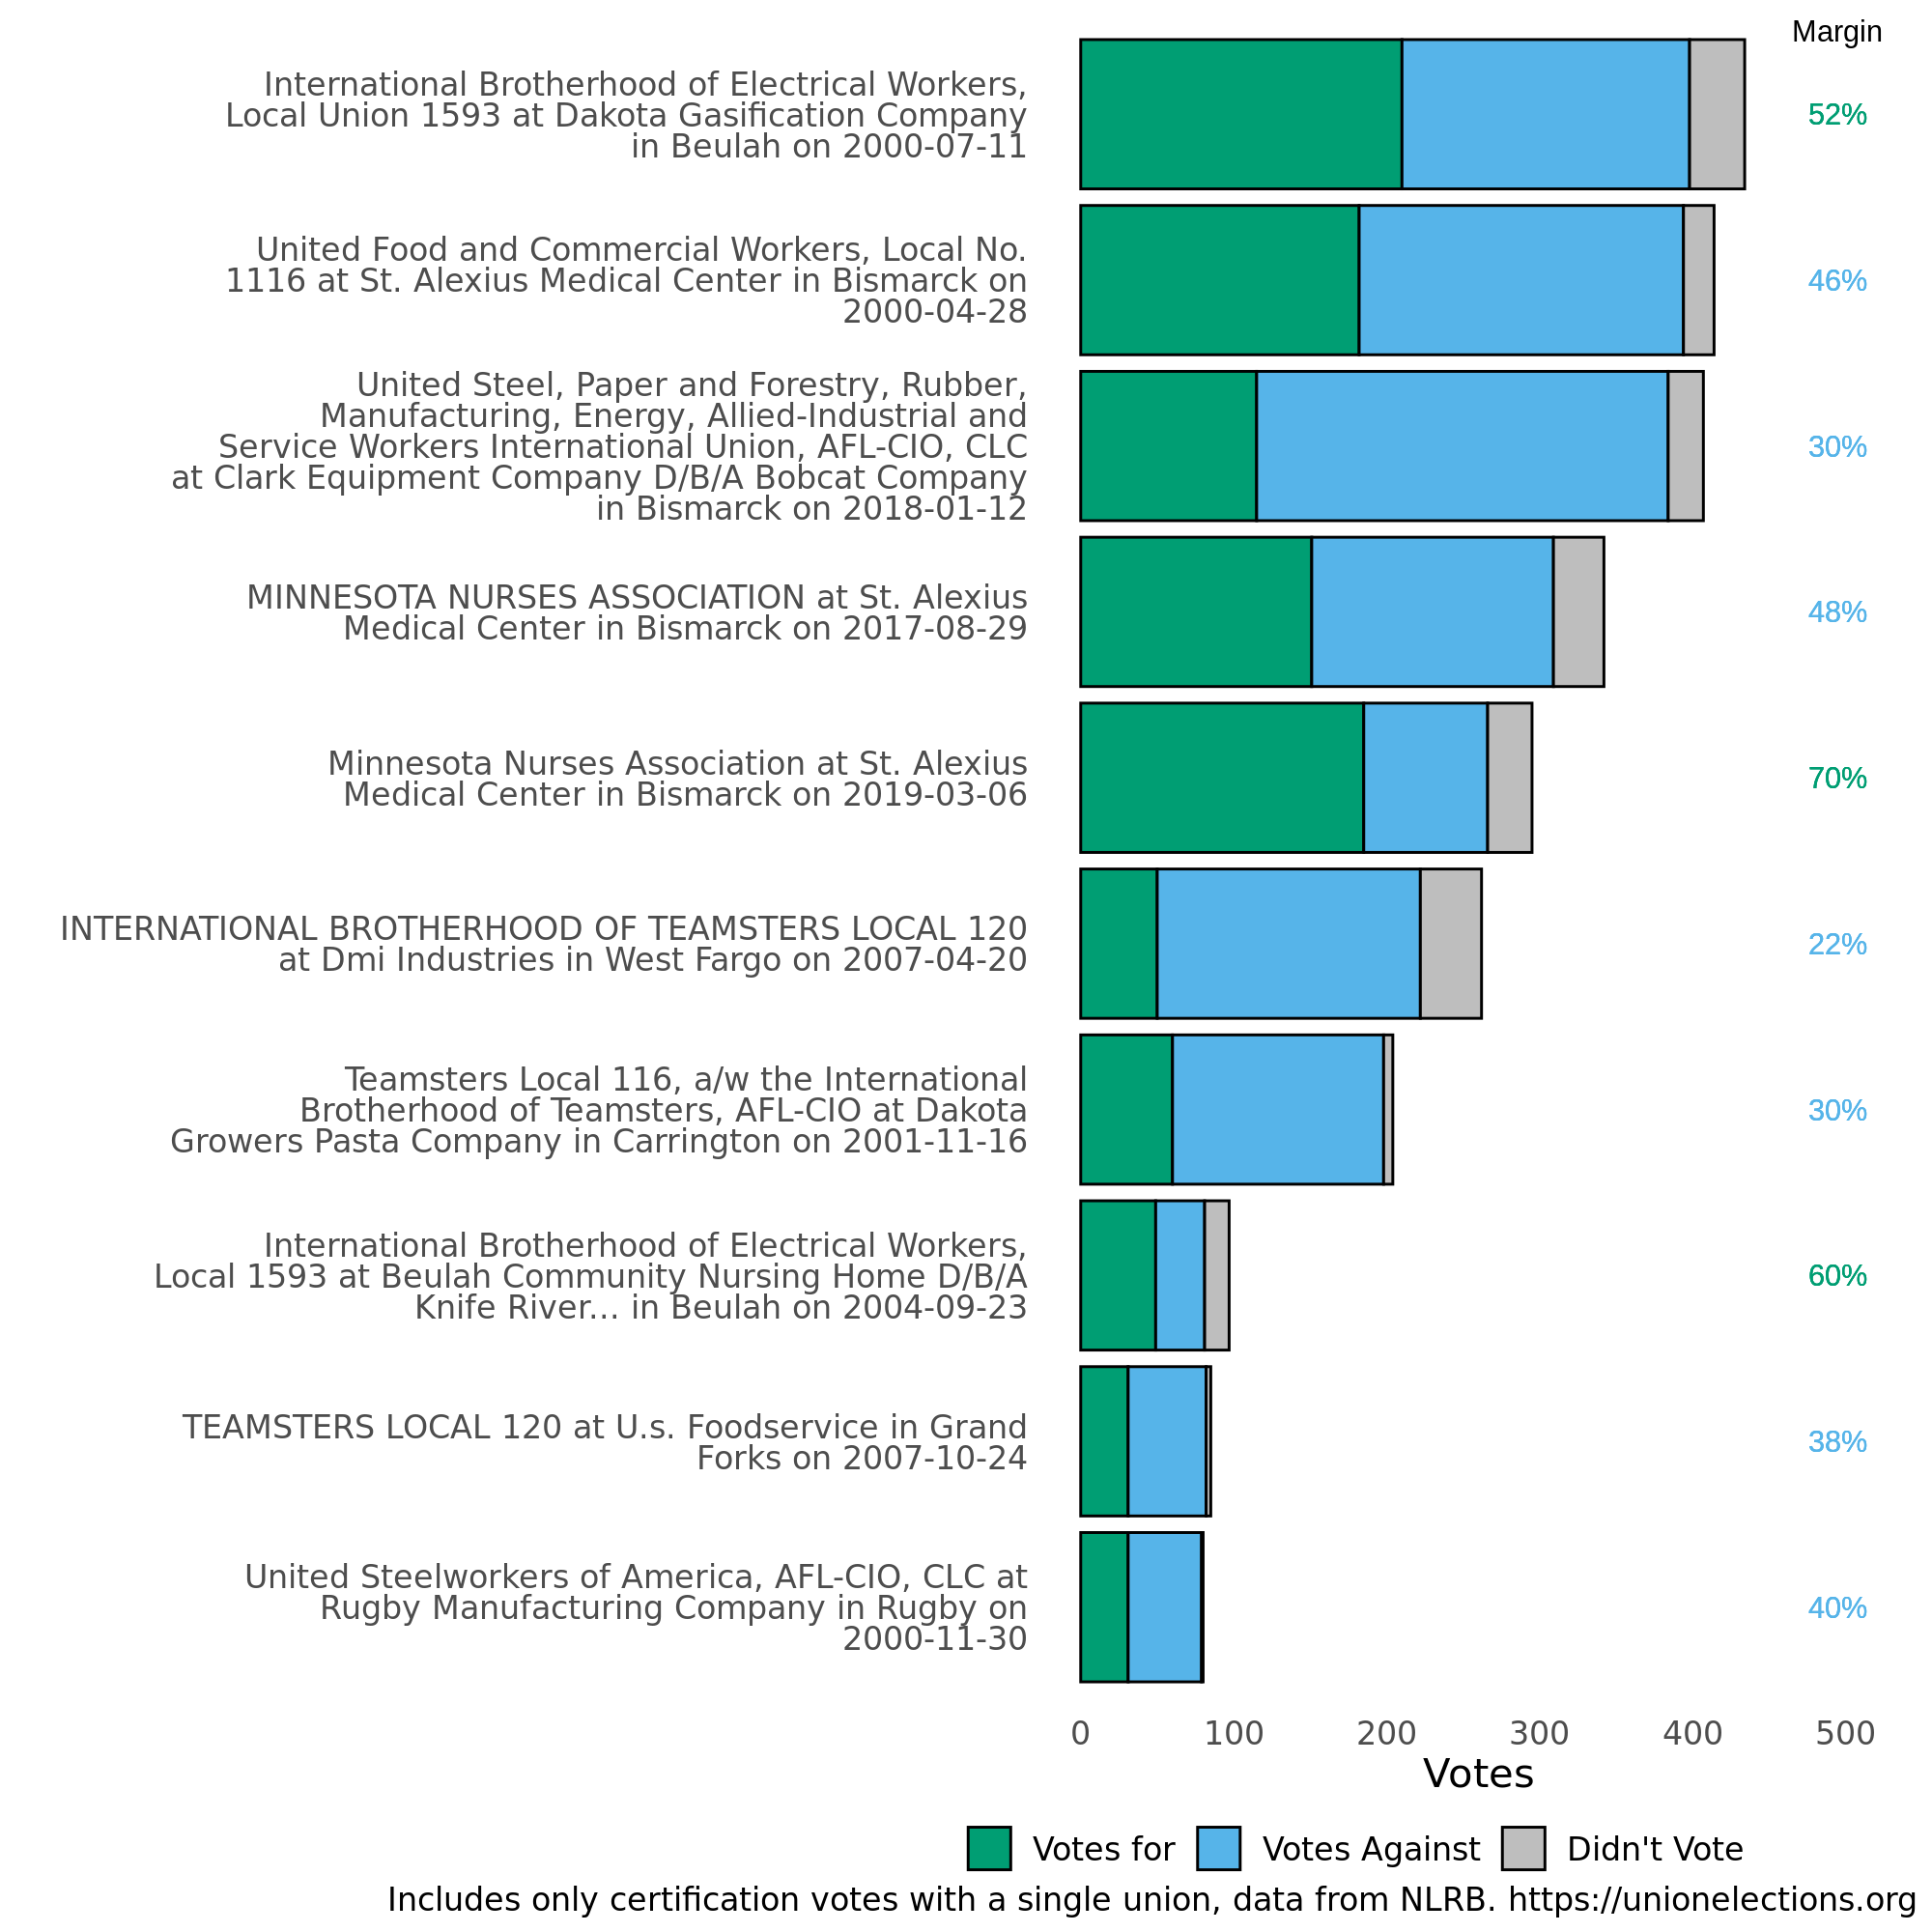 Margin
International Brotherhood of Electrical Workers,
Local Union 1593 at Dakota Gasification Company
in Beulah on 2000-07-11
52%
United Food and Commercial Workers, Local No.
1116 at St. Alexius Medical Center in Bismarck on
2000-04-28
46%
United Steel, Paper and Forestry, Rubber,
Manufacturing, Energy, Allied-Industrial and
Service Workers International Union, AFL-CIO, CLC
at Clark Equipment Company D/B/A Bobcat Company
in Bismarck on 2018-01-12
30%
MINNESOTA NURSES ASSOCIATION at St. Alexius
Medical Center in Bismarck on 2017-08-29
48%
Minnesota Nurses Association at St. Alexius
Medical Center in Bismarck on 2019-03-06
70%
INTERNATIONAL BROTHERHOOD OF TEAMSTERS LOCAL 120
at Dmi Industries in West Fargo on 2007-04-20
22%
Teamsters Local 116, a/w the International
Brotherhood of Teamsters, AFL-CIO at Dakota
Growers Pasta Company in Carrington on 2001-11-16
30%
International Brotherhood of Electrical Workers,
Local 1593 at Beulah Community Nursing Home D/B/A
Knife River... in Beulah on 2004-09-23
60%
TEAMSTERS LOCAL 120 at U.s. Foodservice in Grand
Forks on 2007-10-24
38%
United Steelworkers of America, AFL-CIO, CLC at
Rugby Manufacturing Company in Rugby on
2000-11-30
40%
0 100 200 300 400 500
Votes
Votes for Votes Against Didn't Vote
Includes only certification votes with a single union, data from NLRB. https://unionelections.org